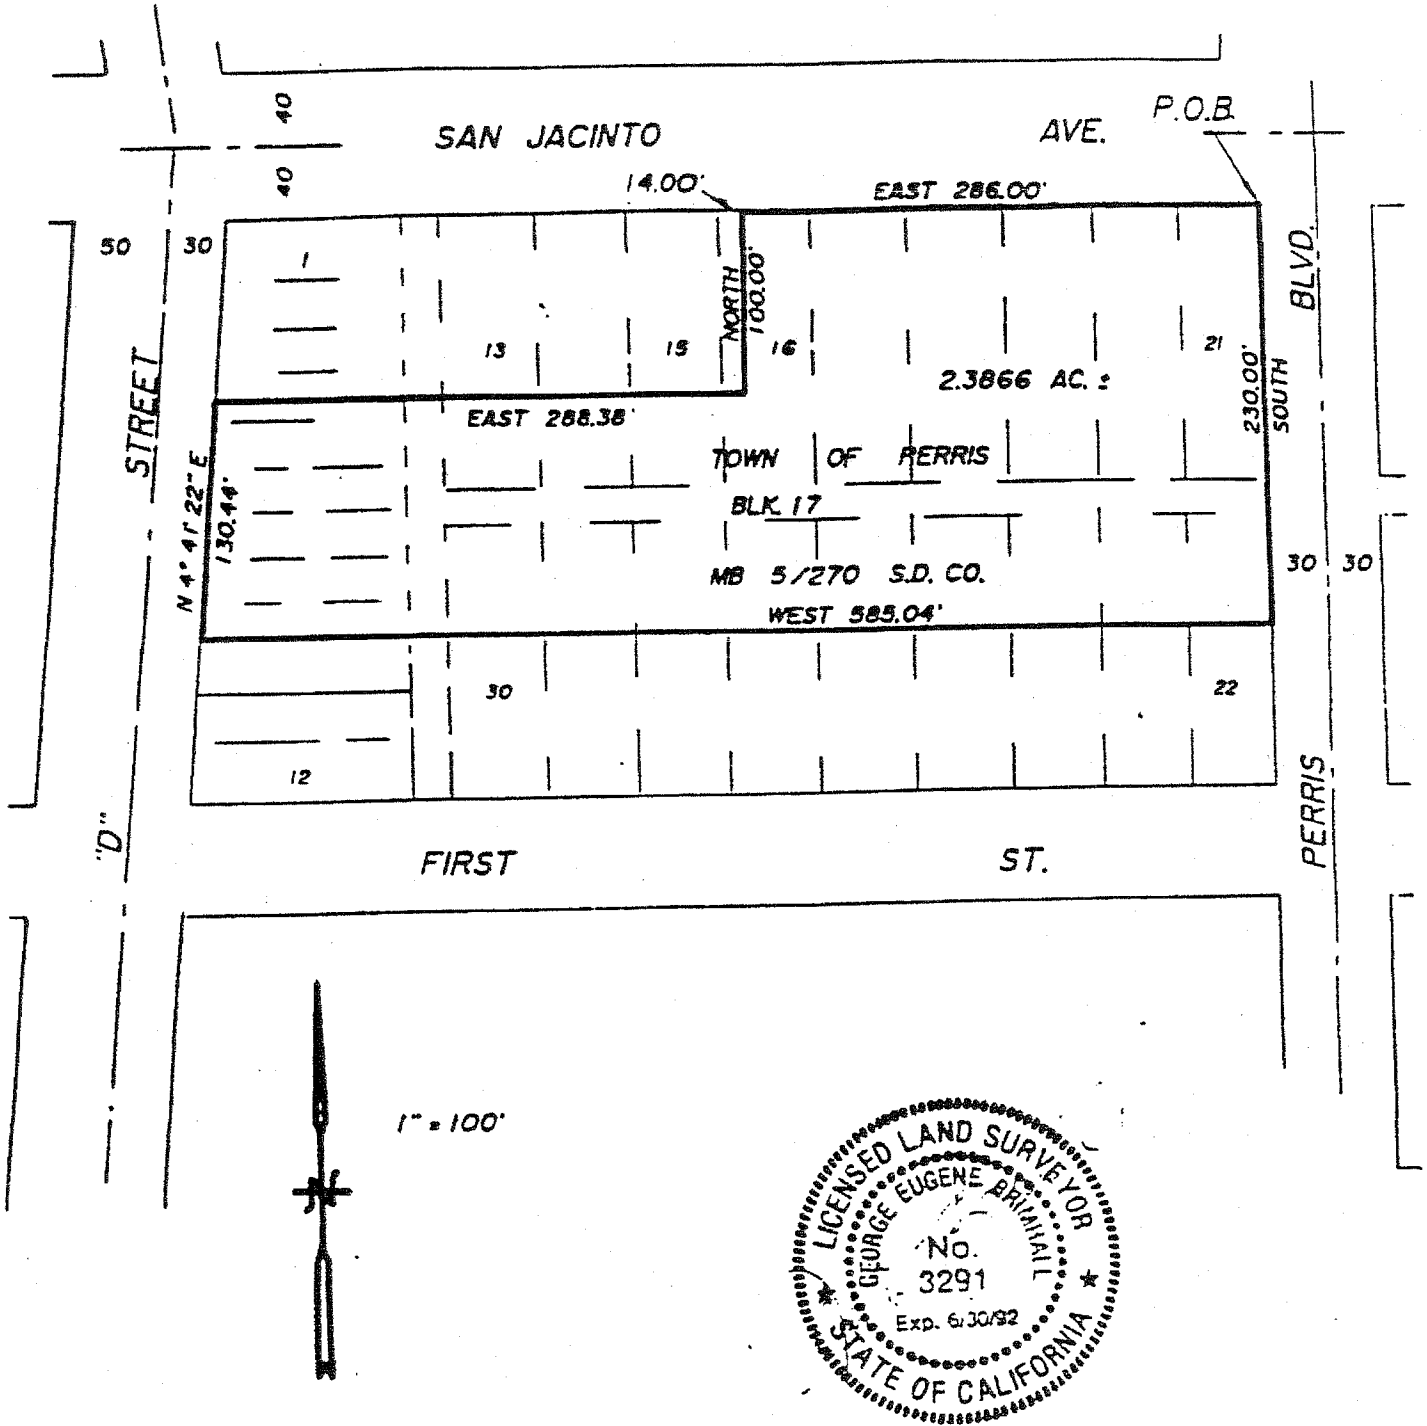 P.O.B.
40
SAN JACINTO AVE.
40
14.00'
EAST 286.00'
50 30
1
NORTH
100.00'
BLVD.
13 15 16 21
2.3866 AC. ±
230.00'
SOUTH
STREET
EAST 288.38'
TOWN OF PERRIS
BLK. 17
N 4° 41' 22" E
130.44'
MB 5/270 S.D. CO.
30 30
WEST 585.04'
30 22
12
"D"
FIRST ST.
PERRIS
1" = 100'
N
LICENSED LAND SURVEYOR
GEORGE EUGENE BRIMHALL
No.
3291
Exp. 6/30/92
STATE OF CALIFORNIA